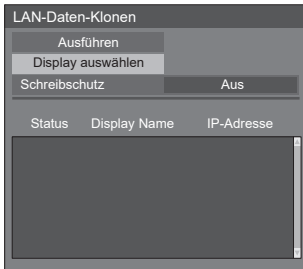 LAN-Daten-Klonen
Ausführen
Display auswählen
Schreibschutz Aus
Status Display Name IP-Adresse